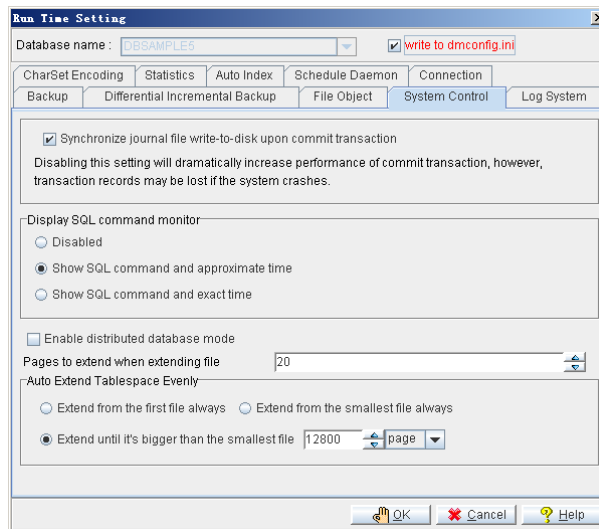 Run Time Setting
Database name : DBSAMPLE5 write to dmconfig.ini
CharSet Encoding Statistics Auto Index Schedule Daemon Connection
Backup Differential Incremental Backup File Object System Control Log System
Synchronize journal file write-to-disk upon commit transaction
Disabling this setting will dramatically increase performance of commit transaction, however,
transaction records may be lost if the system crashes.
Display SQL command monitor
Disabled
Show SQL command and approximate time
Show SQL command and exact time
Enable distributed database mode
Pages to extend when extending file 20
Auto Extend Tablespace Evenly
Extend from the first file always Extend from the smallest file always
Extend until it's bigger than the smallest file 12800 page
OK Cancel Help